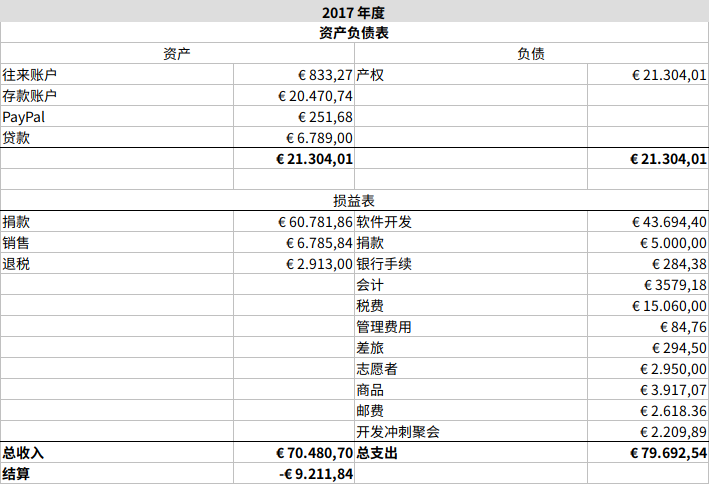 2017 年度
资产负债表
资产 负债
往来账户 € 833,27 产权 € 21.304,01
存款账户 € 20.470,74
PayPal € 251,68
贷款 € 6.789,00
€ 21.304,01 € 21.304,01
损益表
捐款 € 60.781,86 软件开发 € 43.694,40
销售 € 6.785,84 捐款 € 5.000,00
退税 € 2.913,00 银行手续 € 284,38
会计 € 3579,18
税费 € 15.060,00
管理费用 € 84,76
差旅 € 294,50
志愿者 € 2.950,00
商品 € 3.917,07
邮费 € 2.618.36
开发冲刺聚会 € 2.209,89
总收入 € 70.480,70 总支出 € 79.692,54
结算 -€ 9.211,84